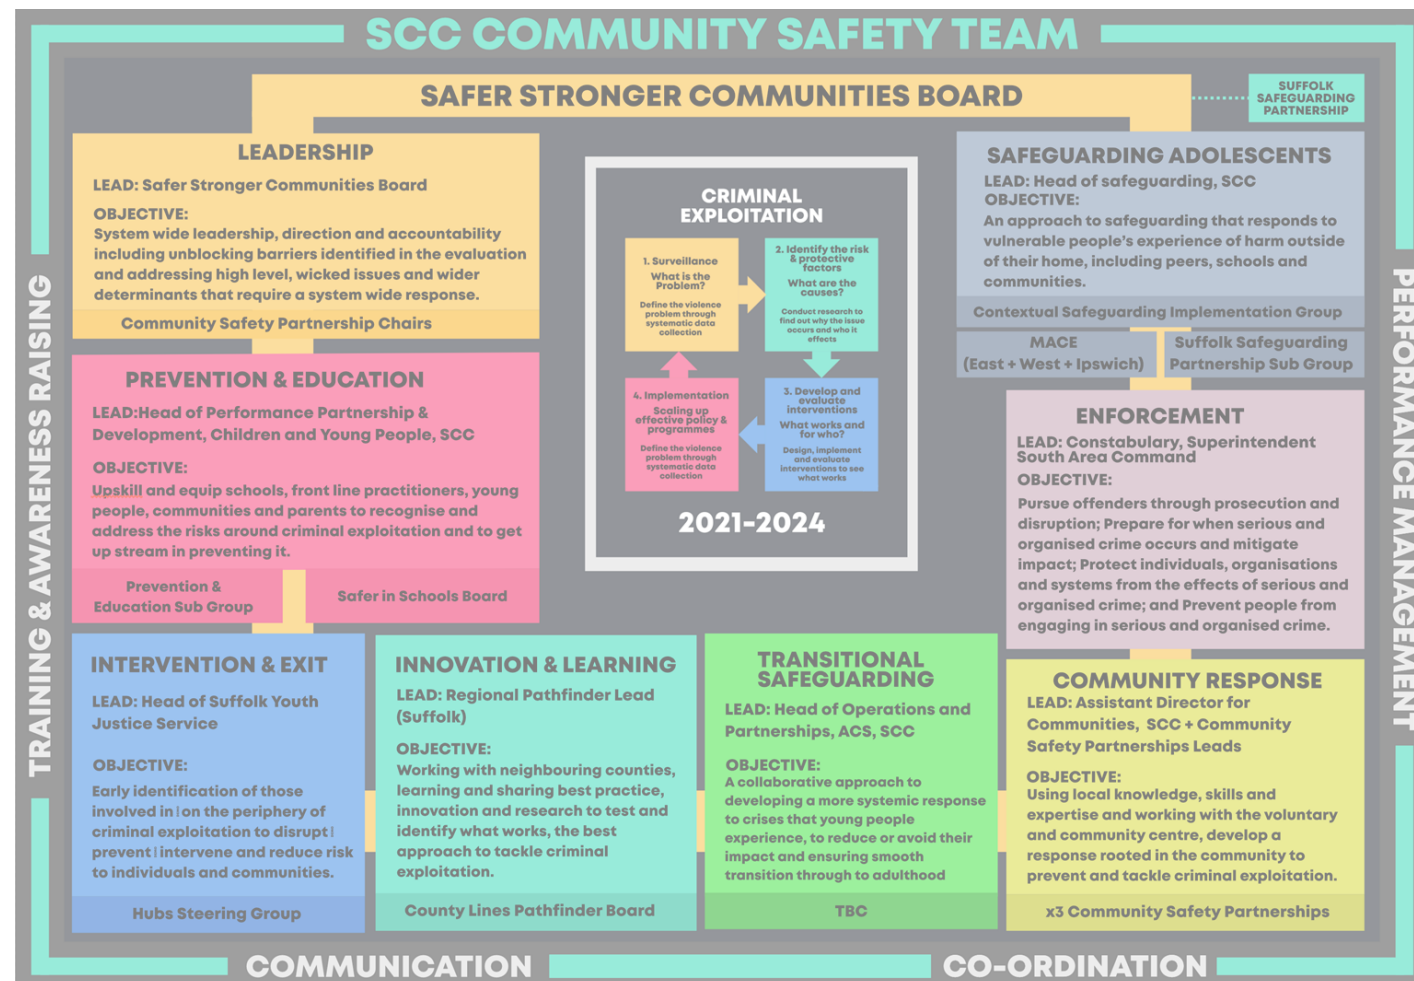 SCC COMMUNITY SAFETY TEAM
SAFER STRONGER COMMUNITIES BOARD
SUFFOLK
SAFEGUARDING
PARTNERSHIP
LEADERSHIP
LEAD: Safer Stronger Communities Board
OBJECTIVE:
System wide leadership, direction and accountability
including unblocking barriers identified in the evaluation
and addressing high level, wicked issues and wider
determinants that require a system wide response.
Community Safety Partnership Chairs
PREVENTION & EDUCATION
LEAD:Head of Performance Partnership &
Development, Children and Young People, SCC
OBJECTIVE:
Upskill and equip schools, front line practitioners, young
people, communities and parents to recognise and
address the risks around criminal exploitation and to get
up stream in preventing it.
Prevention &
Education Sub Group
Safer in Schools Board
CRIMINAL
EXPLOITATION
1. Surveillance
What is the
Problem?
Define the violence
problem through
systematic data
collection
2. Identify the risk
& protective
factors
What are the
causes?
Conduct research to
find out why the issue
occurs and who it
effects
3. Develop and
evaluate
interventions
What works and
for who?
Design, implement
and evaluate
interventions to see
what works
4. Implementation
Scaling up
effective policy &
programmes
Define the violence
problem through
systematic data
collection
2021-2024
SAFEGUARDING ADOLESCENTS
LEAD: Head of safeguarding, SCC
OBJECTIVE:
An approach to safeguarding that responds to
vulnerable people's experience of harm outside
of their home, including peers, schools and
communities.
Contextual Safeguarding Implementation Group
MACE
(East + West + Ipswich)
Suffolk Safeguarding
Partnership Sub Group
ENFORCEMENT
LEAD: Constabulary, Superintendent
South Area Command
OBJECTIVE:
Pursue offenders through prosecution and
disruption; Prepare for when serious and
organised crime occurs and mitigate
impact; Protect individuals, organisations
and systems from the effects of serious and
organised crime; and Prevent people from
engaging in serious and organised crime.
INTERVENTION & EXIT
LEAD: Head of Suffolk Youth
Justice Service
OBJECTIVE:
Early identification of those
involved in | on the periphery of
criminal exploitation to disrupt |
prevent | intervene and reduce risk
to individuals and communities.
Hubs Steering Group
INNOVATION & LEARNING
LEAD: Regional Pathfinder Lead
(Suffolk)
OBJECTIVE:
Working with neighbouring counties,
learning and sharing best practice,
innovation and research to test and
identify what works, the best
approach to tackle criminal
exploitation.
County Lines Pathfinder Board
TRANSITIONAL
SAFEGUARDING
LEAD: Head of Operations and
Partnerships, ACS, SCC
OBJECTIVE:
A collaborative approach to
developing a more systemic response
to crises that young people
experience, to reduce or avoid their
impact and ensuring smooth
transition through to adulthood
TBC
COMMUNITY RESPONSE
LEAD: Assistant Director for
Communities, SCC + Community
Safety Partnerships Leads
OBJECTIVE:
Using local knowledge, skills and
expertise and working with the voluntary
and community centre, develop a
response rooted in the community to
prevent and tackle criminal exploitation.
x3 Community Safety Partnerships
TRAINING & AWARENESS RAISING
PERFORMANCE MANAGEMENT
COMMUNICATION
CO-ORDINATION